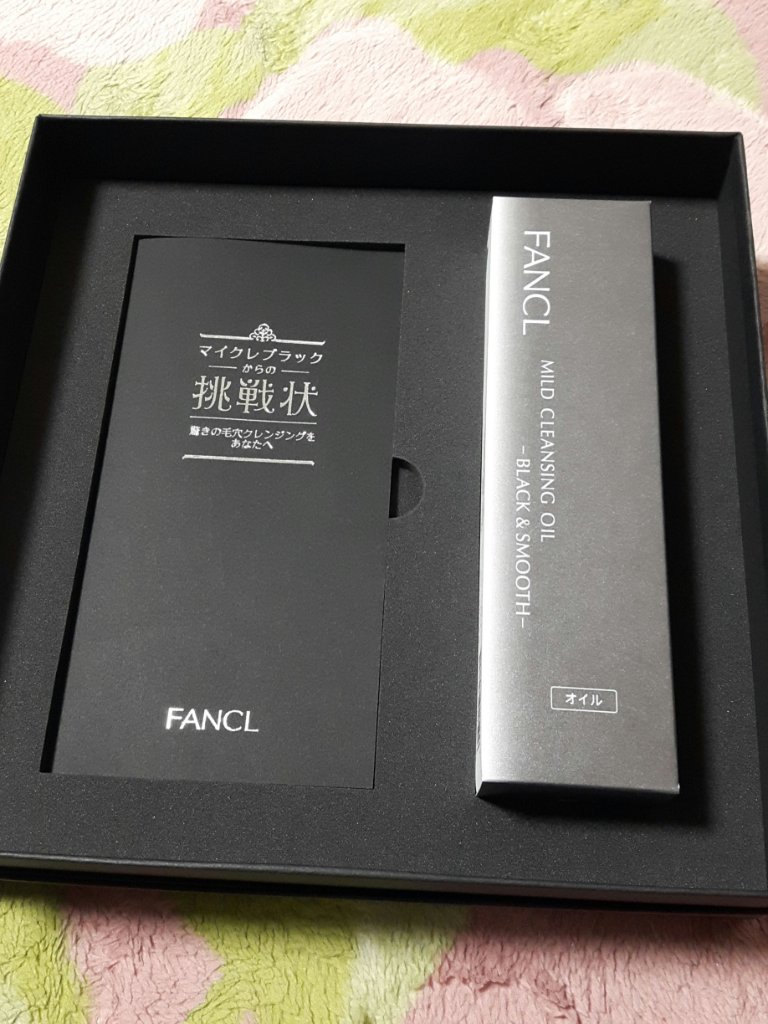 マイクレブラック
からの
挑戦状
驚きの毛穴クレンジングを
あなたへ
FANCL
FANCL
MILD CLEANSING OIL
-BLACK & SMOOTH-
オイル